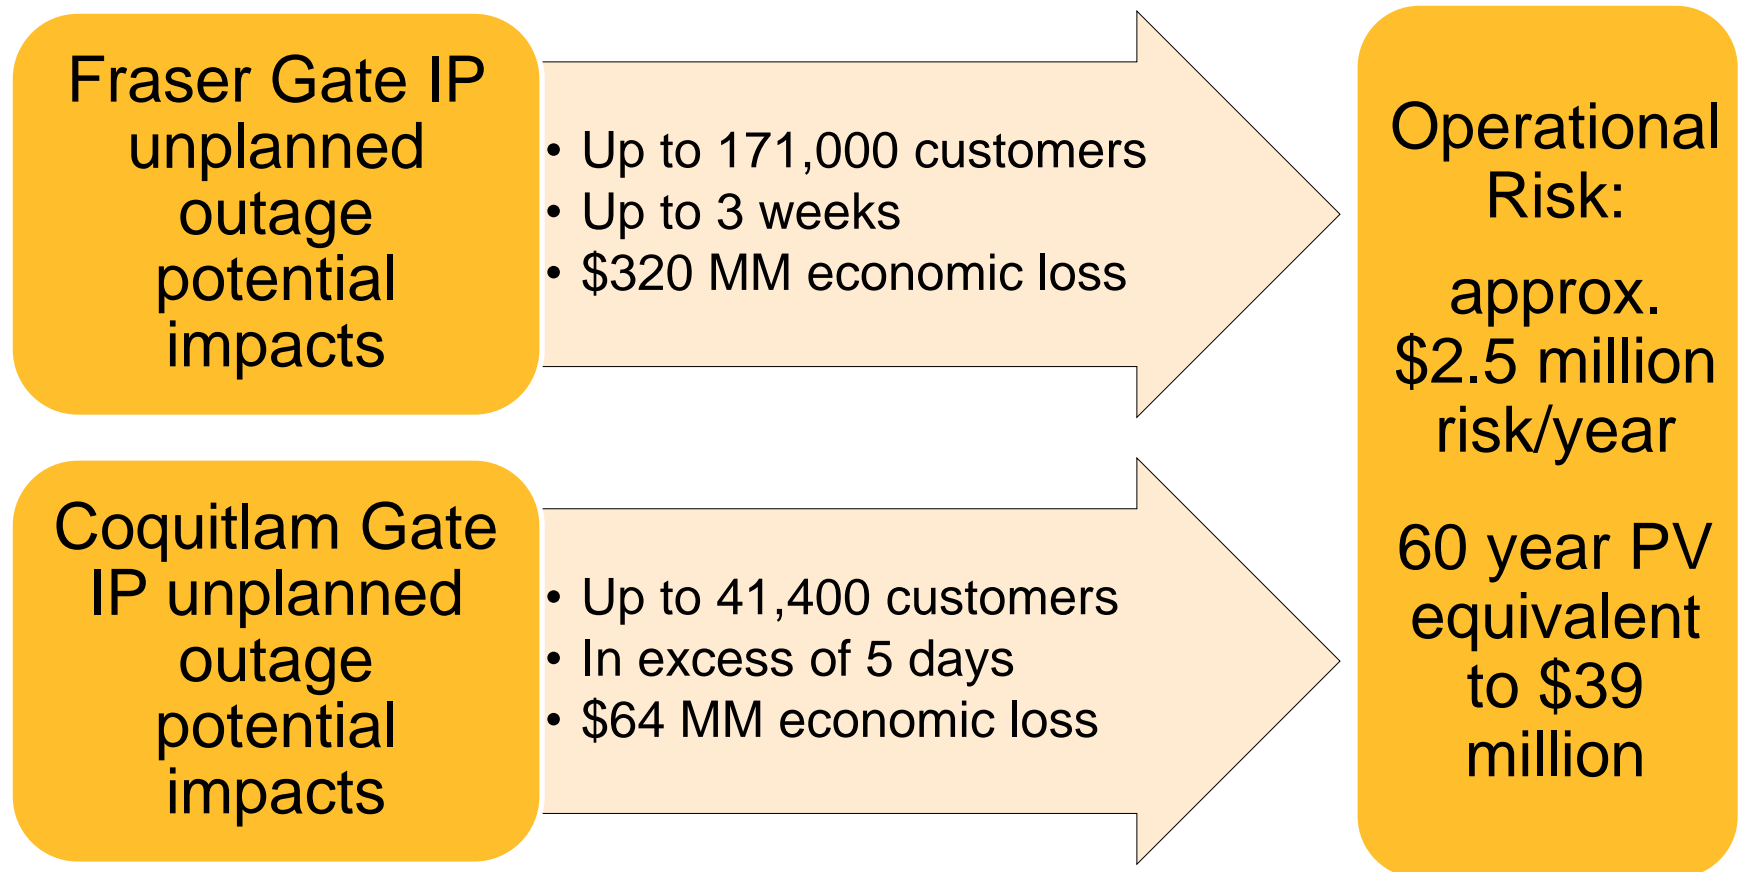 Fraser Gate IP
unplanned
outage
potential
impacts
• Up to 171,000 customers
• Up to 3 weeks
• $320 MM economic loss
Coquitlam Gate
IP unplanned
outage
potential
impacts
• Up to 41,400 customers
• In excess of 5 days
• $64 MM economic loss
Operational
Risk:
approx.
$2.5 million
risk/year
60 year PV
equivalent
to $39
million